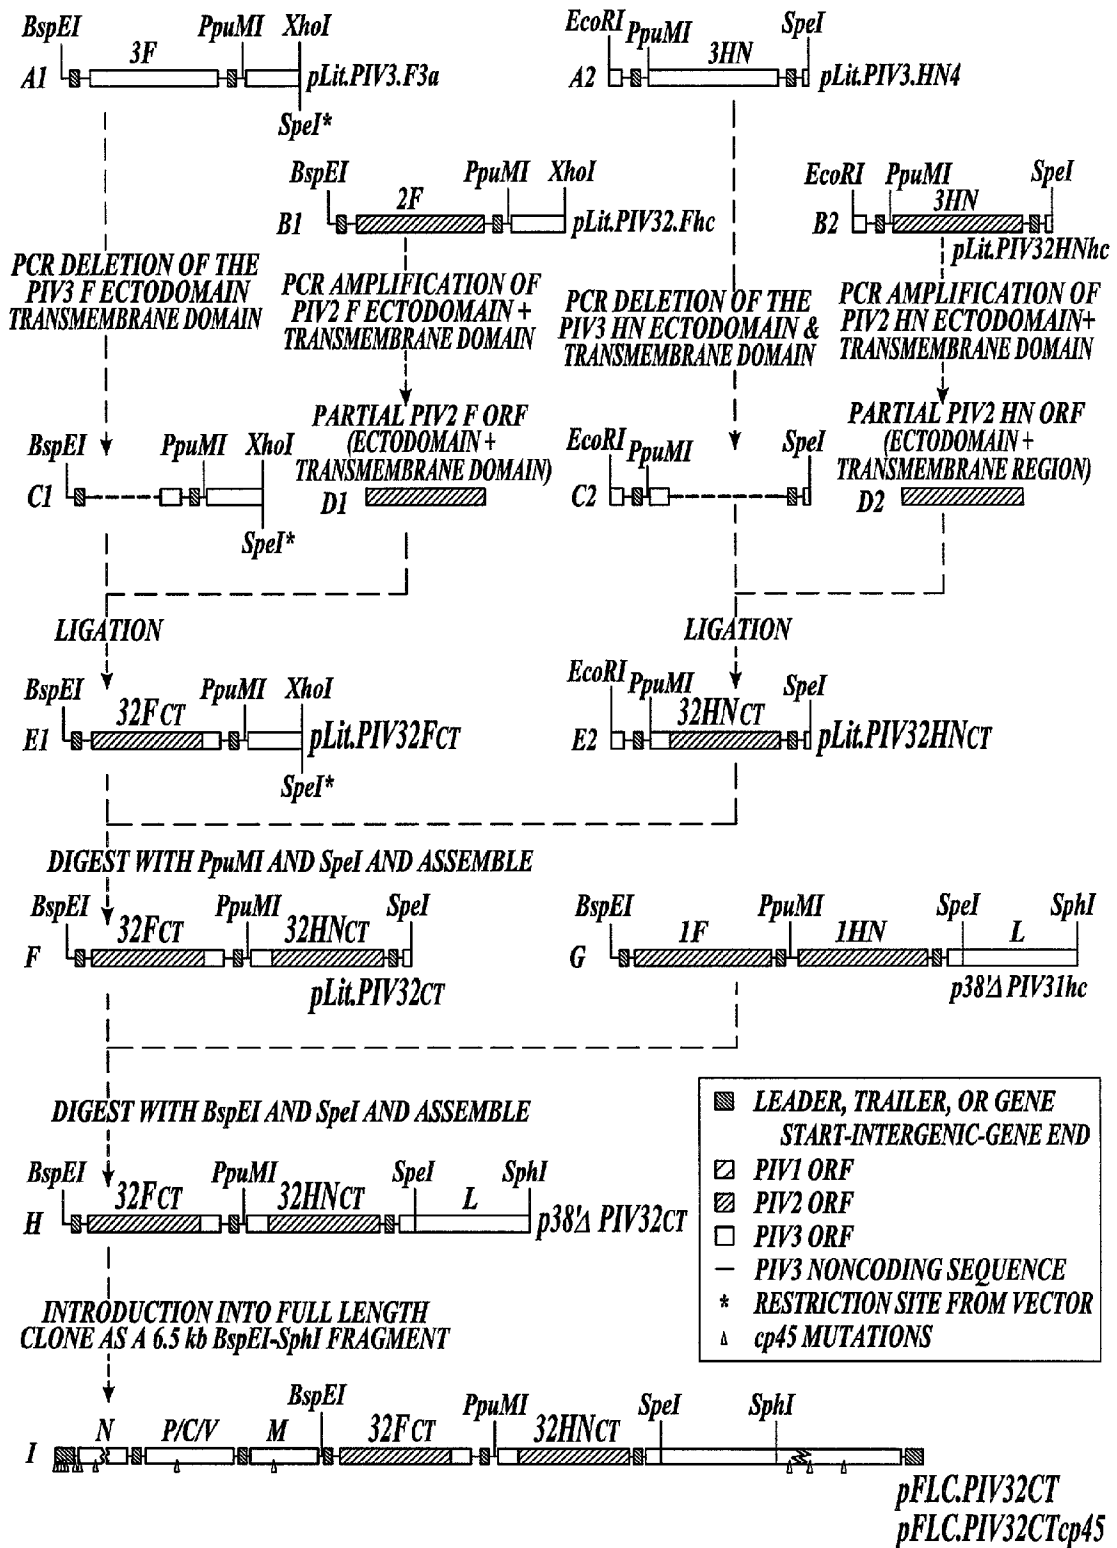 BspEI PpuMI XhoI
3F
A1 pLit.PIV3.F3a
SpeI*
EcoRI PpuMI SpeI
3HN
A2 pLit.PIV3.HN4
BspEI PpuMI XhoI
2F
B1 pLit.PIV32.Fhc
EcoRI PpuMI SpeI
3HN
B2
pLit.PIV32HNhc
PCR DELETION OF THE
PIV3 F ECTODOMAIN
TRANSMEMBRANE DOMAIN
PCR AMPLIFICATION OF
PIV2 F ECTODOMAIN +
TRANSMEMBRANE DOMAIN
PCR DELETION OF THE
PIV3 HN ECTODOMAIN &
TRANSMEMBRANE DOMAIN
PCR AMPLIFICATION OF
PIV2 HN ECTODOMAIN+
TRANSMEMBRANE DOMAIN
BspEI PpuMI XhoI
C1
SpeI*
PARTIAL PIV2 F ORF
(ECTODOMAIN +
TRANSMEMBRANE DOMAIN)
D1
EcoRI PpuMI SpeI
C2
PARTIAL PIV2 HN ORF
(ECTODOMAIN +
TRANSMEMBRANE REGION)
D2
LIGATION
LIGATION
BspEI PpuMI XhoI
32FCT
E1 pLit.PIV32FCT
SpeI*
EcoRI PpuMI SpeI
32HNCT
E2 pLit.PIV32HNCT
DIGEST WITH PpuMI AND SpeI AND ASSEMBLE
BspEI PpuMI SpeI
32FCT 32HNCT
F
pLit.PIV32CT
BspEI PpuMI SpeI SphI
1F 1HN L
G
p38'Δ PIV31hc
DIGEST WITH BspEI AND SpeI AND ASSEMBLE
BspEI PpuMI SpeI SphI
32FCT 32HNCT L
H p38'Δ PIV32CT
LEADER, TRAILER, OR GENE
START-INTERGENIC-GENE END
PIV1 ORF
PIV2 ORF
PIV3 ORF
— PIV3 NONCODING SEQUENCE
* RESTRICTION SITE FROM VECTOR
cp45 MUTATIONS
INTRODUCTION INTO FULL LENGTH
CLONE AS A 6.5 kb BspEI-SphI FRAGMENT
BspEI PpuMI SpeI SphI
N P/C/V M 32FCT 32HNCT
I
pFLC.PIV32CT
pFLC.PIV32CTcp45